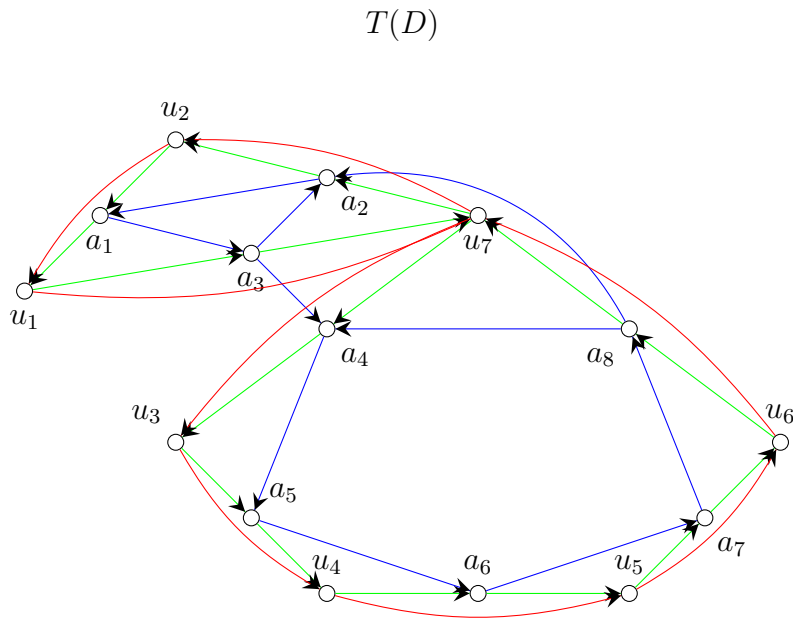 T(D)
u₂
a₂
a₁
u₇
a₃
u₁
a₄
a₈
u₃
u₆
a₅
u₄
a₆
u₅
a₇